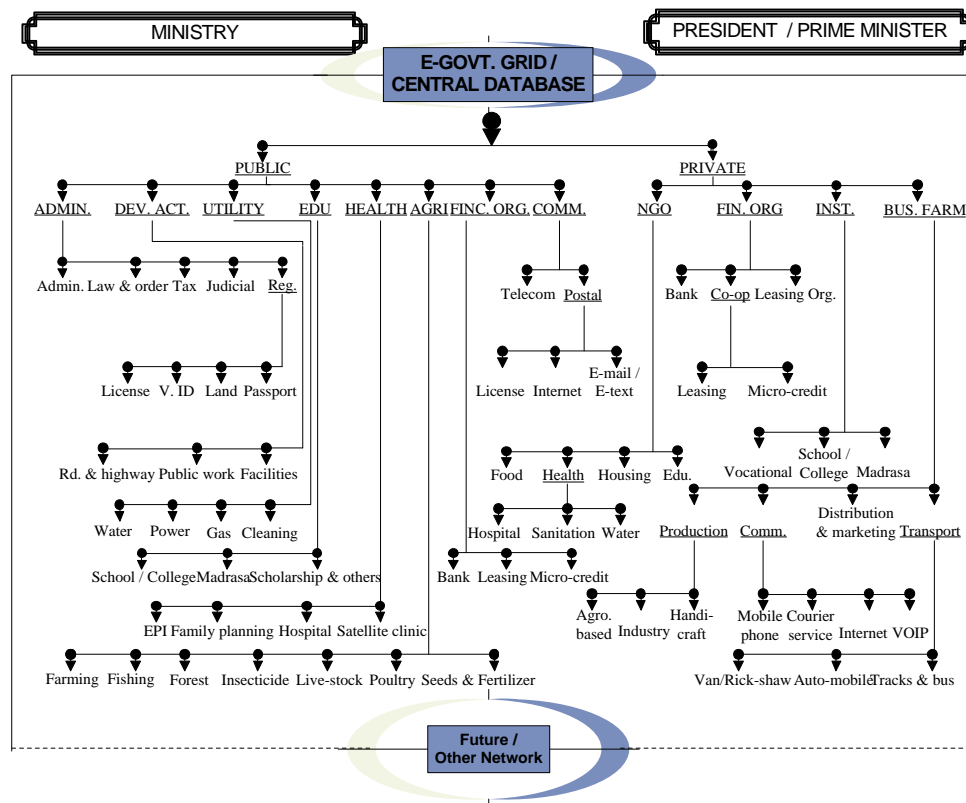 MINISTRY
PRESIDENT / PRIME MINISTER
E-GOVT. GRID /
CENTRAL DATABASE
PUBLIC
PRIVATE
ADMIN. DEV. ACT. UTILITY EDU HEALTH AGRI FINC. ORG. COMM. NGO FIN. ORG INST. BUS. FARM
Admin. Law & order Tax Judicial Reg.
Telecom Postal
Bank Co-op Leasing Org.
License V. ID Land Passport
License Internet E-mail /
E-text
Leasing Micro-credit
Rd. & highway Public work Facilities
Food Health Housing Edu.
Vocational School /
College Madrasa
Water Power Gas Cleaning
Hospital Sanitation Water
Production Comm. Distribution
& marketing Transport
School / College Madrasa Scholarship & others
Bank Leasing Micro-credit
EPI Family planning Hospital Satellite clinic
Agro.
based Industry Handi-
craft
Mobile
phone Courier
service Internet VOIP
Farming Fishing Forest Insecticide Live-stock Poultry Seeds & Fertilizer
Van/Rick-shaw Auto-mobile Tracks & bus
Future /
Other Network